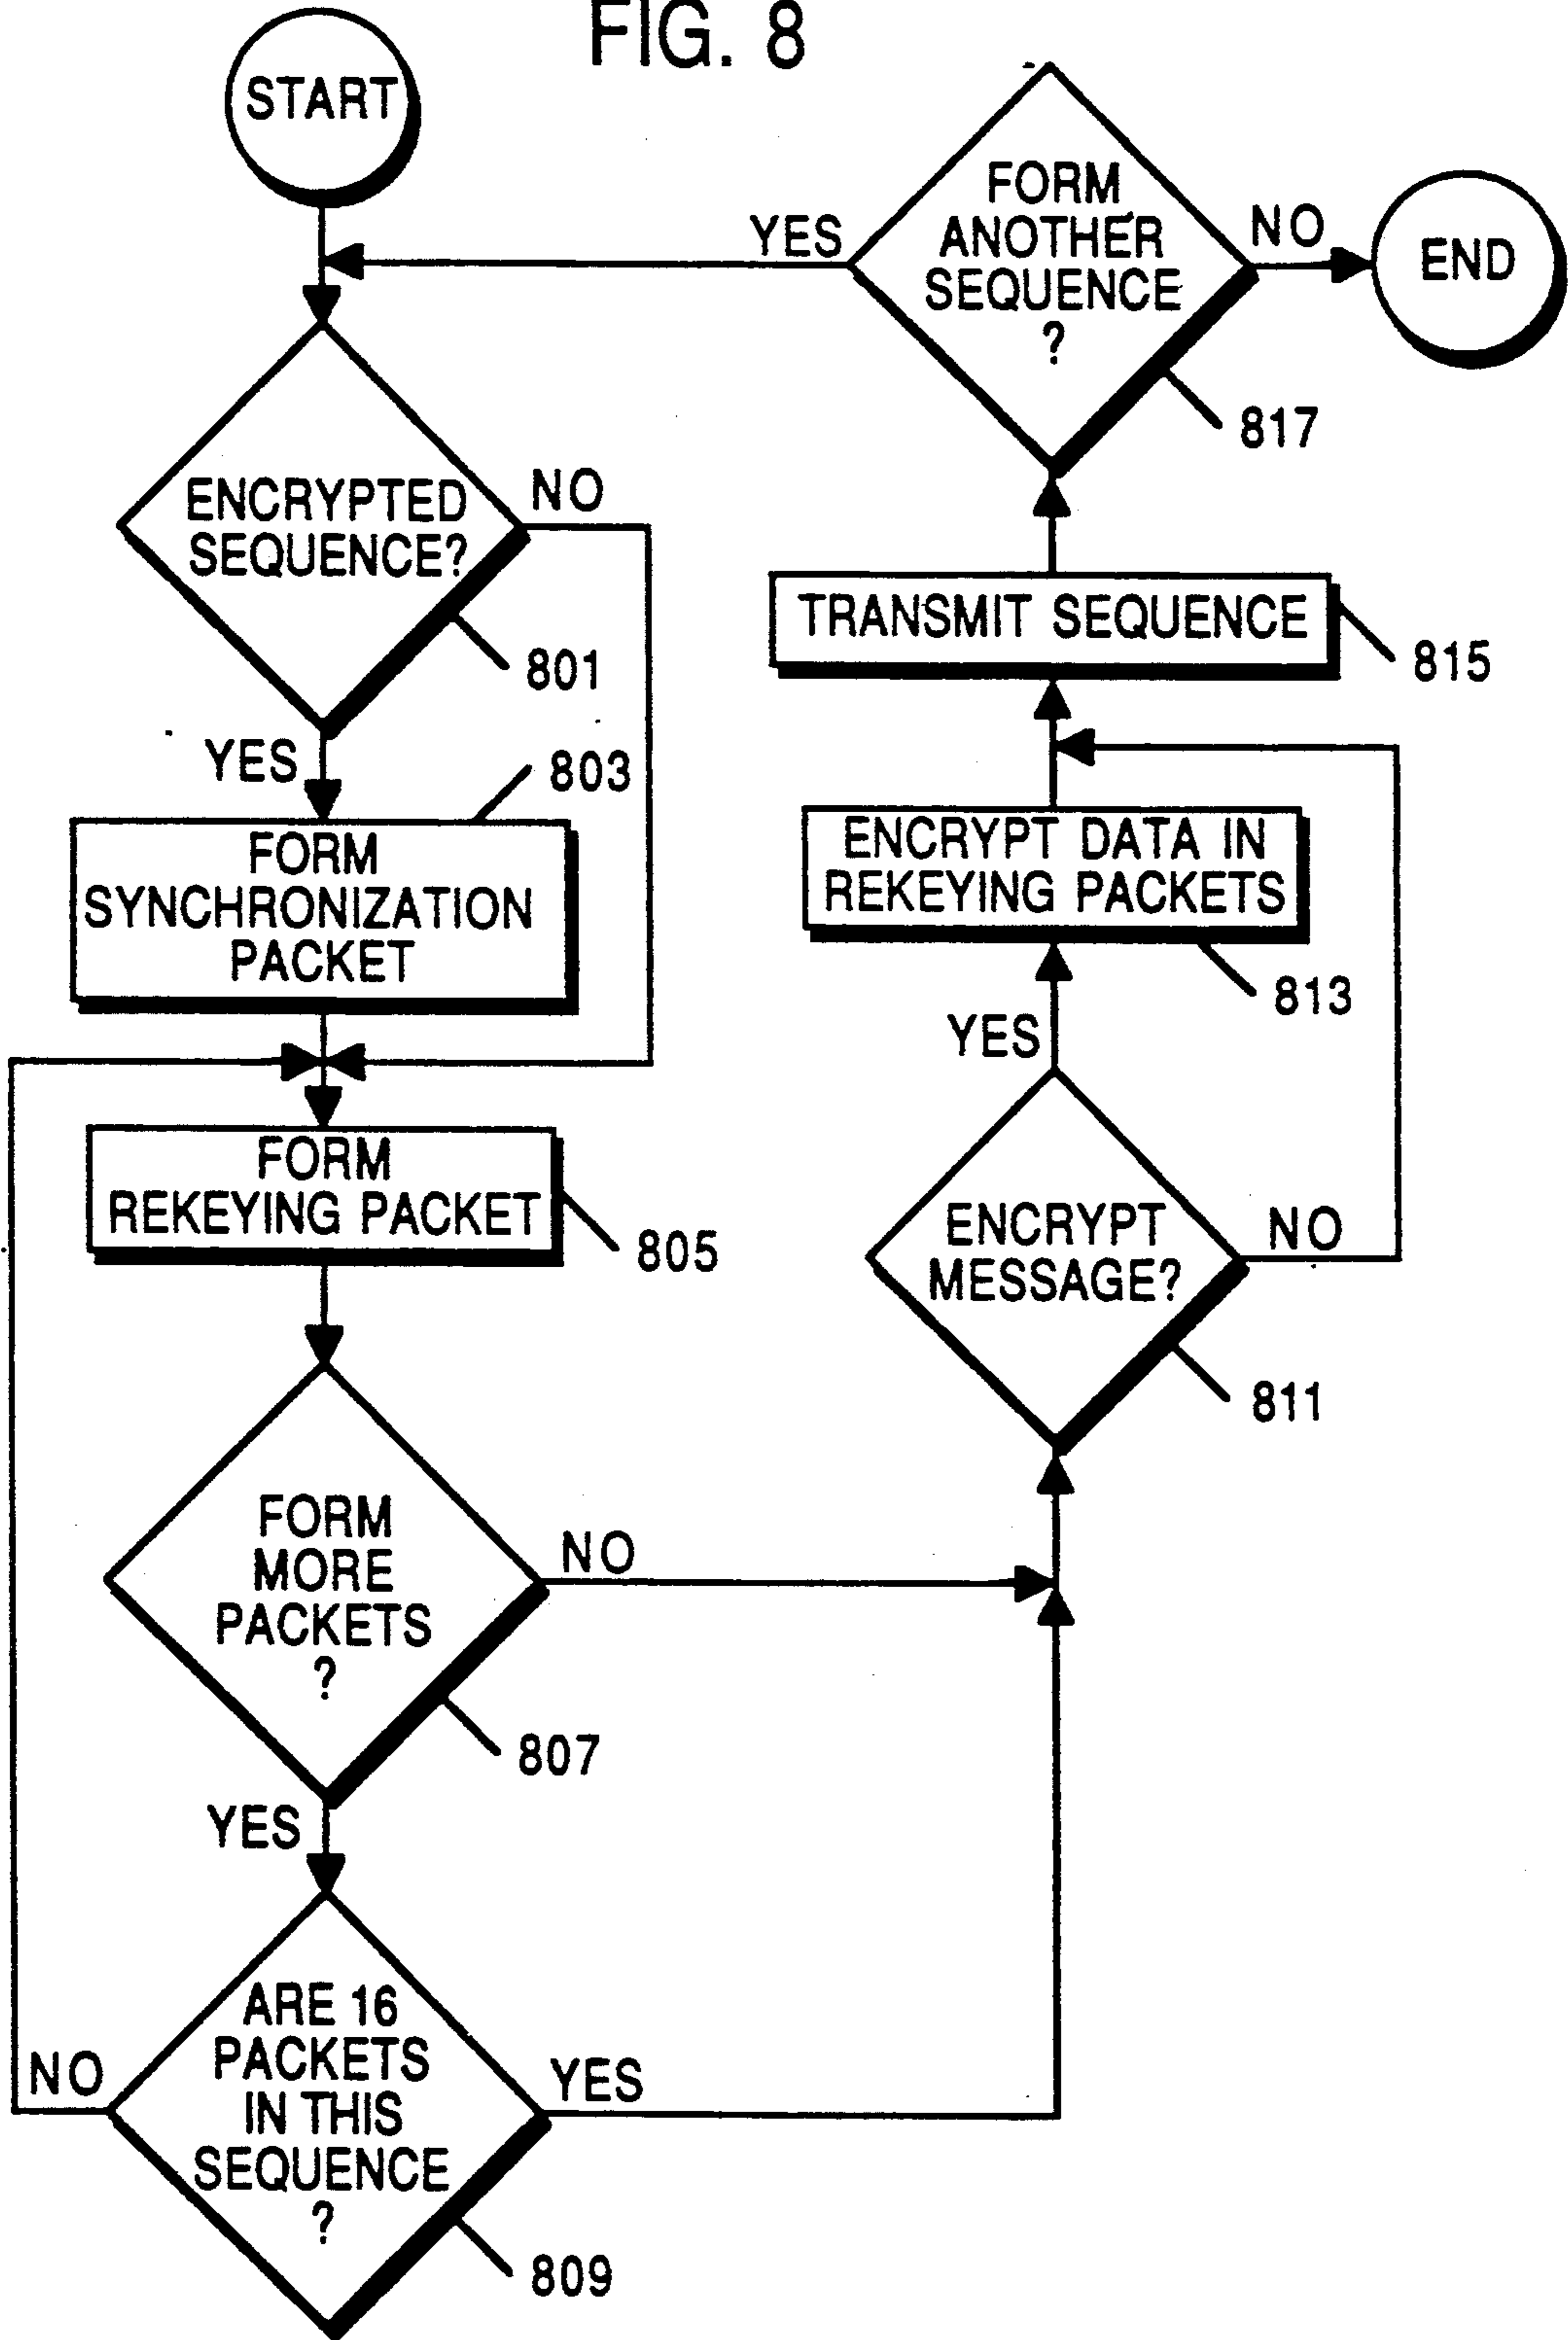 FIG. 8
START
YES
FORM
ANOTHER
SEQUENCE
?
NO
END
817
ENCRYPTED
SEQUENCE?
NO
801
YES
803
FORM
SYNCHRONIZATION
PACKET
FORM
REKEYING PACKET
805
FORM
MORE
PACKETS
?
NO
807
YES
ARE 16
PACKETS
IN THIS
SEQUENCE
?
NO
YES
809
ENCRYPT
MESSAGE?
NO
811
YES
ENCRYPT DATA IN
REKEYING PACKETS
813
TRANSMIT SEQUENCE
815